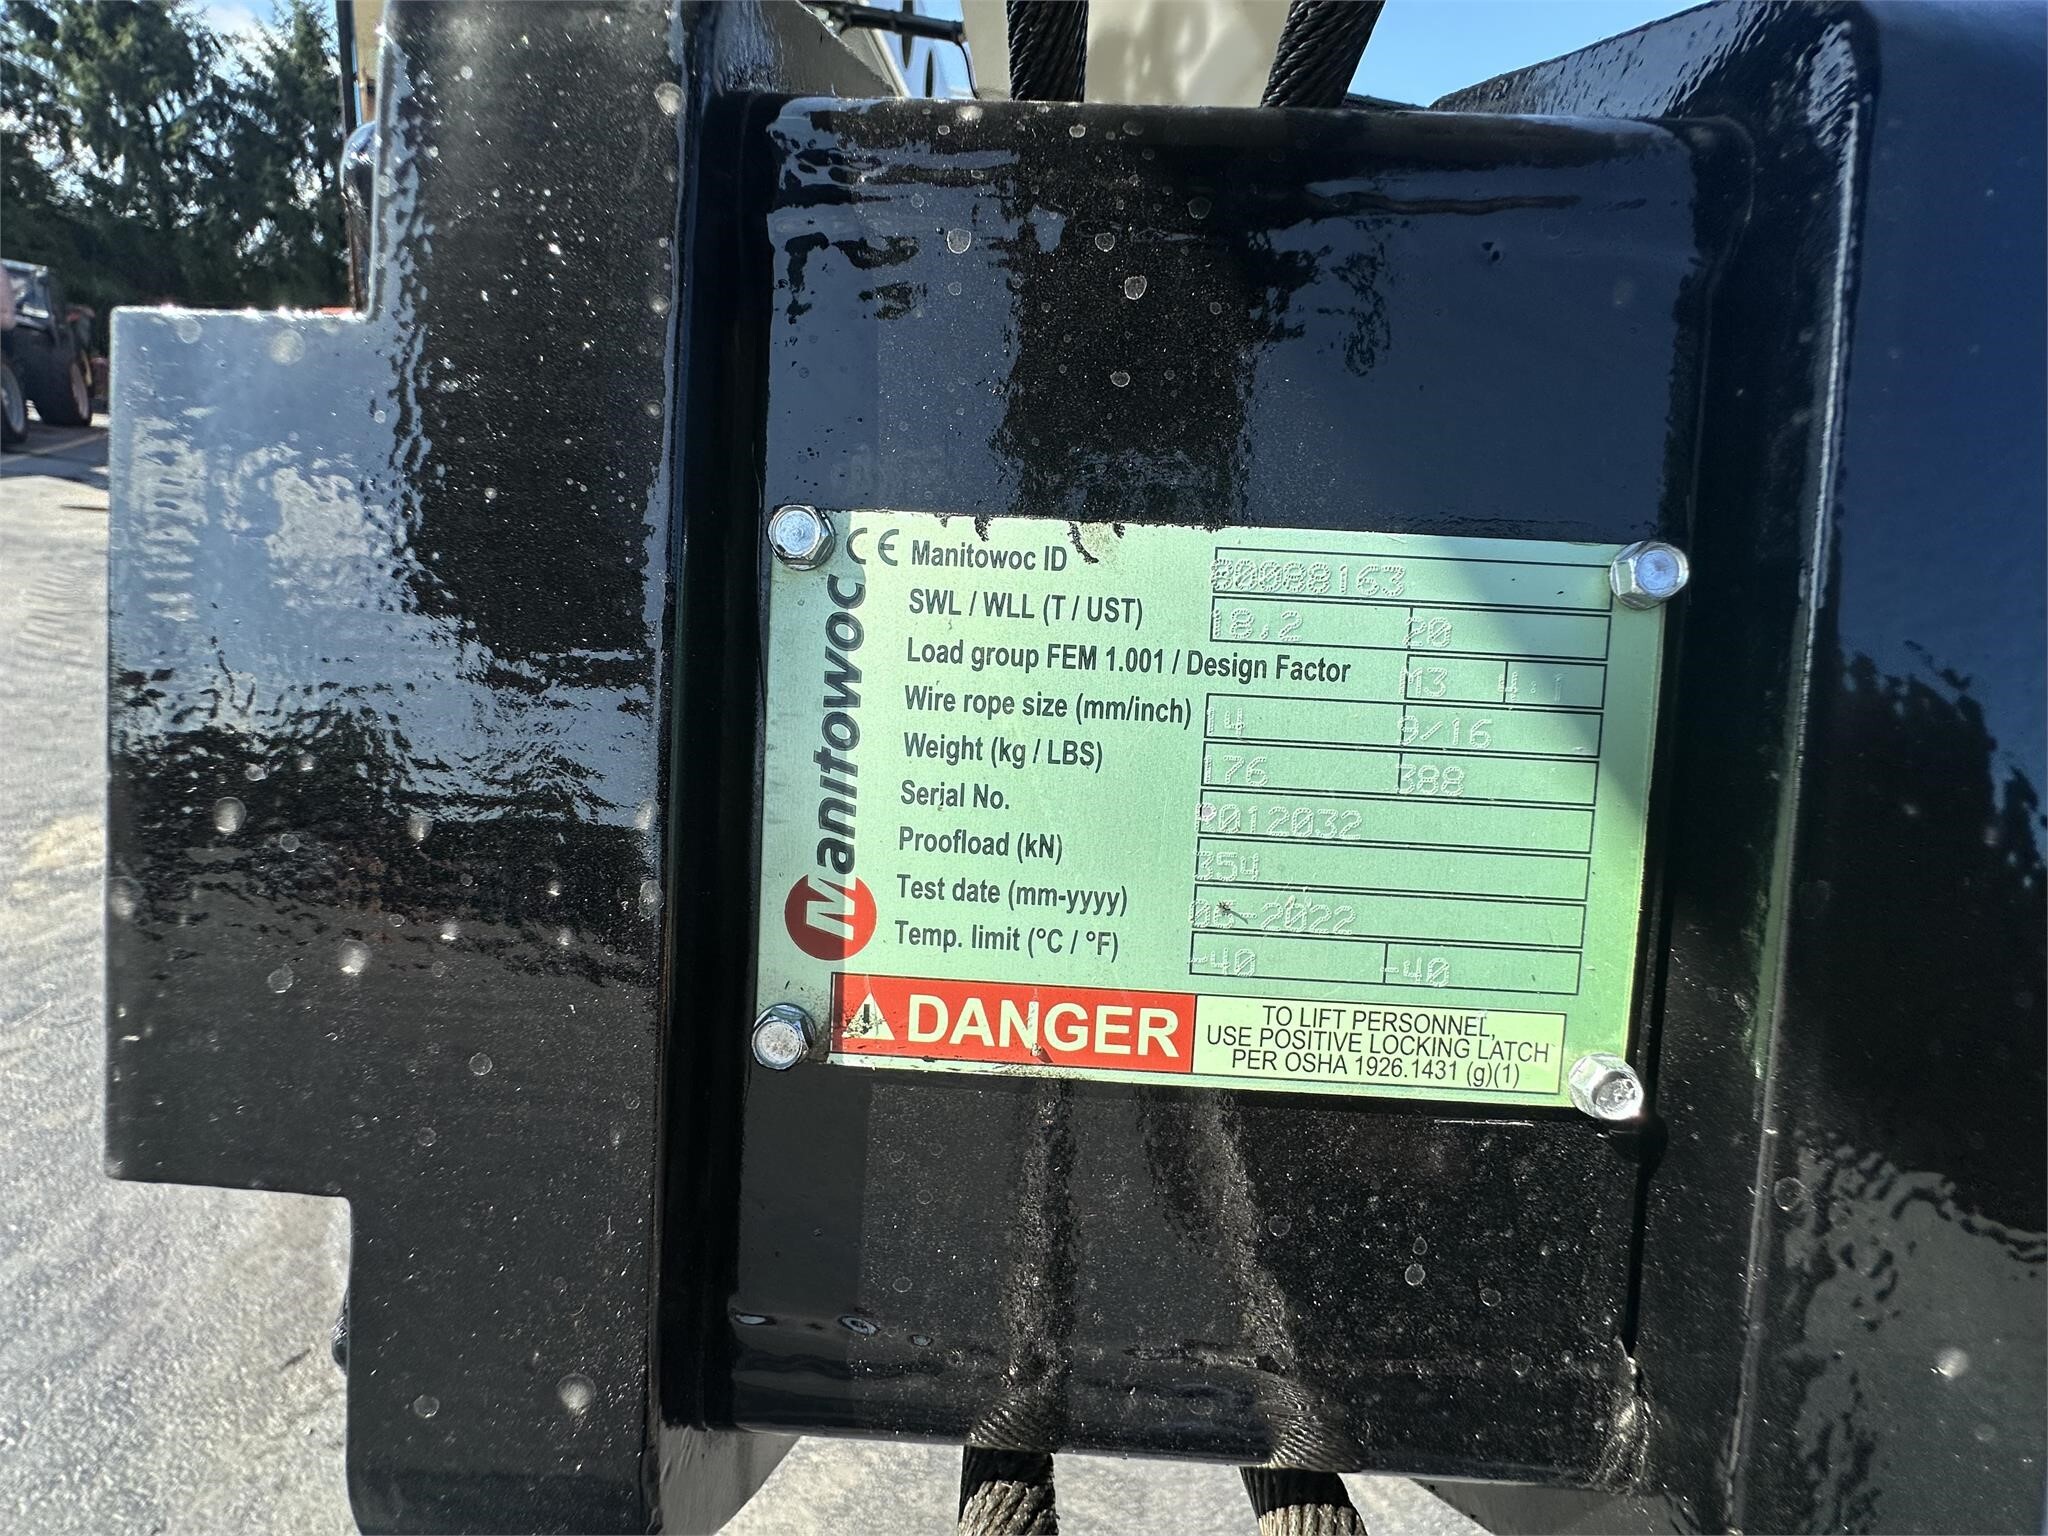 Manitowoc
CE
Manitowoc ID 80088163
SWL / WLL (T / UST) 18,2 20
Load group FEM 1.001 / Design Factor M3 4:1
Wire rope size (mm/inch) 14 9/16
Weight (kg / LBS) 176 388
Serial No. P012032
Proofload (kN) 354
Test date (mm-yyyy) 06-2022
Temp. limit (°C / °F) -40 -40
DANGER
TO LIFT PERSONNEL,
USE POSITIVE LOCKING LATCH
PER OSHA 1926.1431 (g)(1)